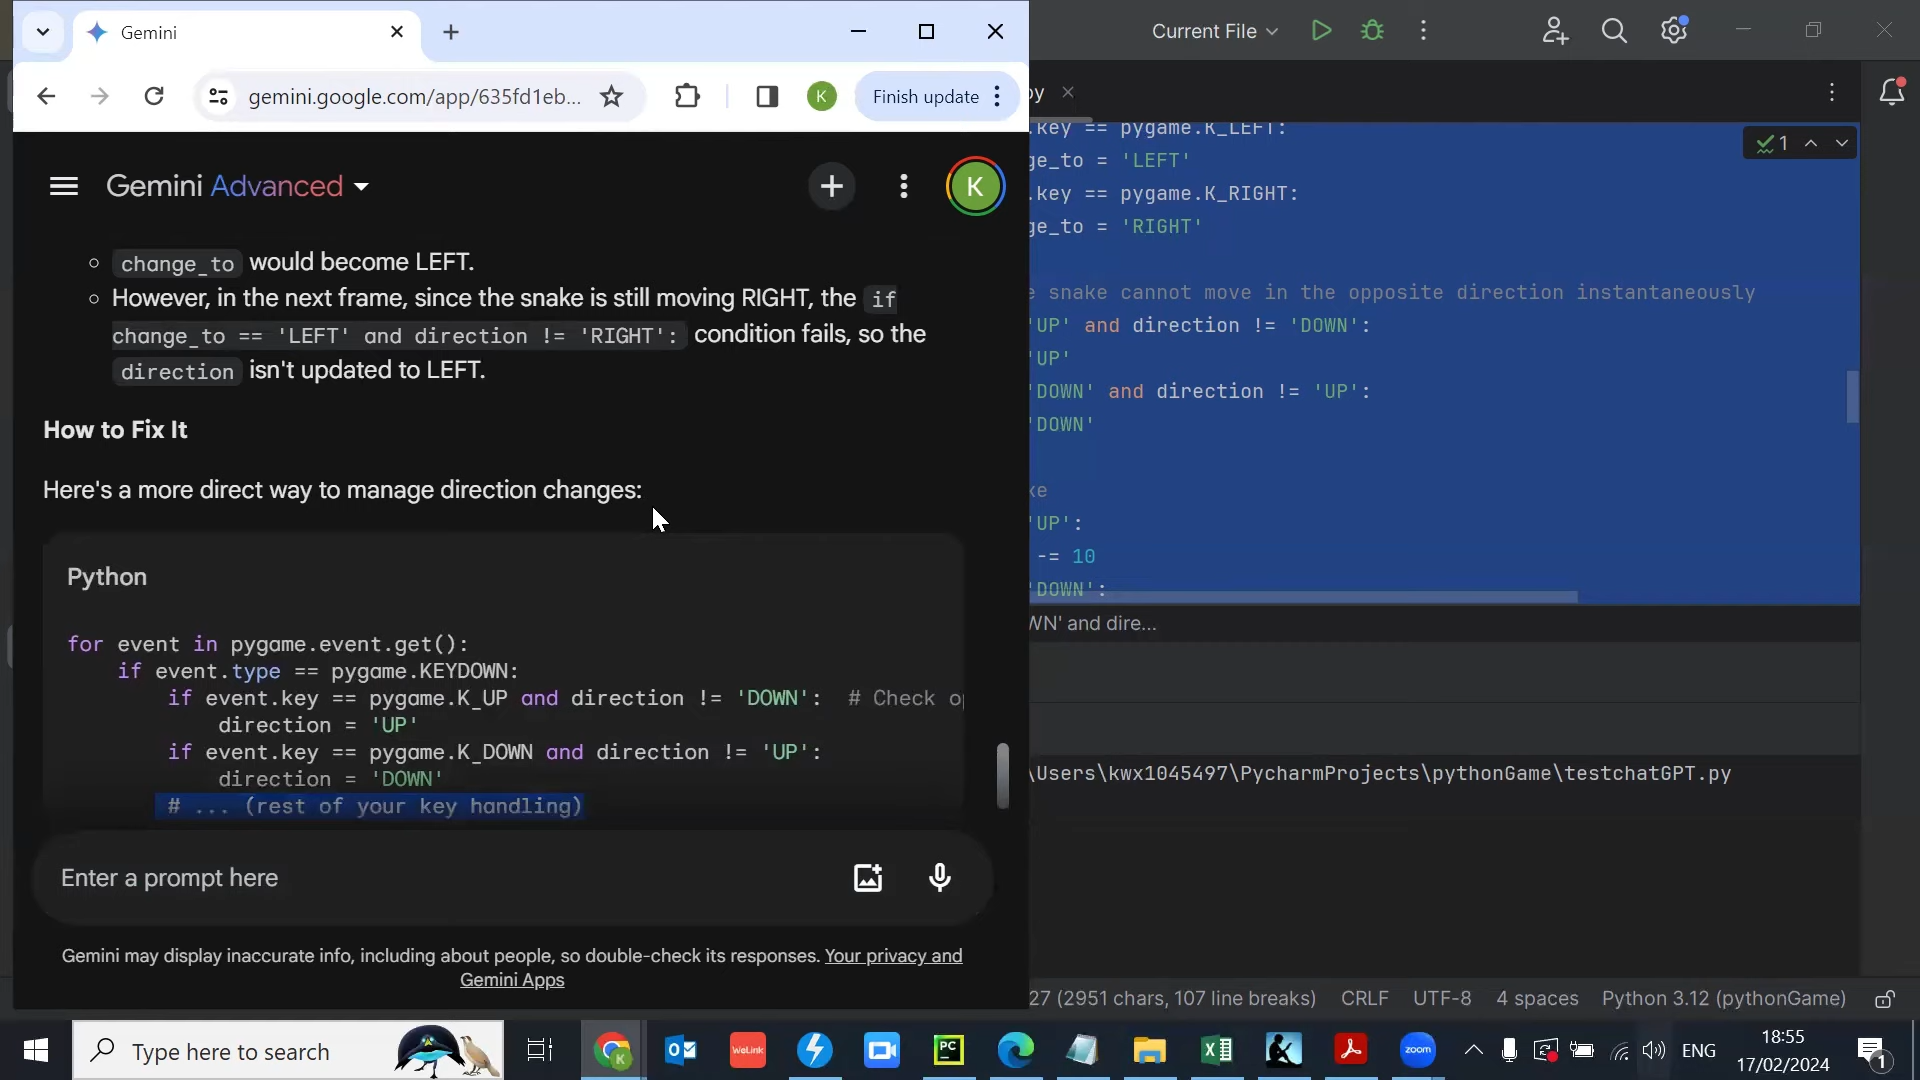 Gemini
gemini.google.com/app/635fd1eb...
K
Finish update
Gemini Advanced
K
change_to would become LEFT.
However, in the next frame, since the snake is still moving RIGHT, the if
change_to == 'LEFT' and direction != 'RIGHT': condition fails, so the
direction isn't updated to LEFT.
How to Fix It
Here's a more direct way to manage direction changes:
Python
for event in pygame.event.get():
if event.type == pygame.KEYDOWN:
if event.key == pygame.K_UP and direction != 'DOWN': # Check
direction = 'UP'
if event.key == pygame.K_DOWN and direction != 'UP':
direction = 'DOWN'
# ... (rest of your key handling)
Enter a prompt here
Gemini may display inaccurate info, including about people, so double-check its responses. Your privacy and
Gemini Apps
Current File
py
1
.key == pygame.K_LEFT:
ge_to = 'LEFT'
.key == pygame.K_RIGHT:
ge_to = 'RIGHT'
snake cannot move in the opposite direction instantaneously
'UP' and direction != 'DOWN':
'UP'
'DOWN' and direction != 'UP':
'DOWN'
ke
'UP':
-= 10
'DOWN':
WN' and dire...
\Users\kwx1045497\PycharmProjects\pythonGame\testchatGPT.py
27 (2951 chars, 107 line breaks) CRLF UTF-8 4 spaces Python 3.12 (pythonGame)
Type here to search
K
WeLink
PC
zoom
ENG
18:55
17/02/2024
1